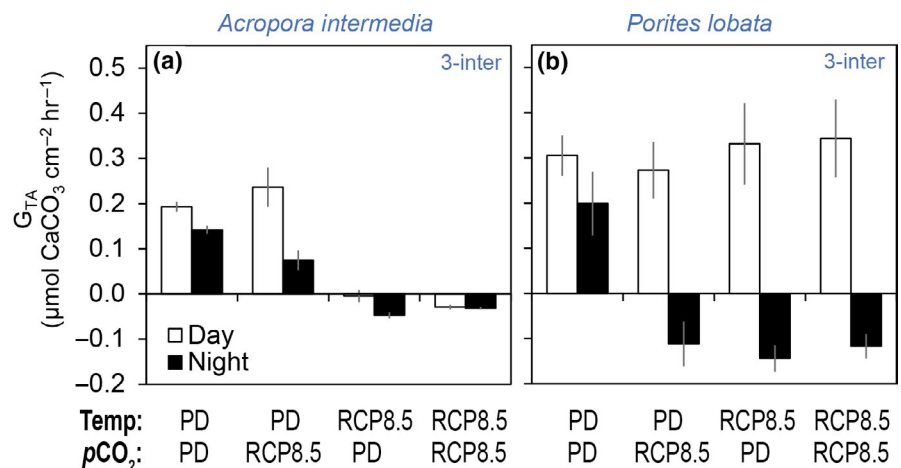 Acropora intermedia Porites lobata
(a) 3-inter (b) 3-inter
G_TA
(µmol CaCO₃ cm⁻² hr⁻¹)
0.5
0.4
0.3
0.2
0.1
0.0
−0.1
−0.2
Day
Night
Temp: PD PD RCP8.5 RCP8.5 PD PD RCP8.5 RCP8.5
pCO₂: PD RCP8.5 PD RCP8.5 PD RCP8.5 PD RCP8.5